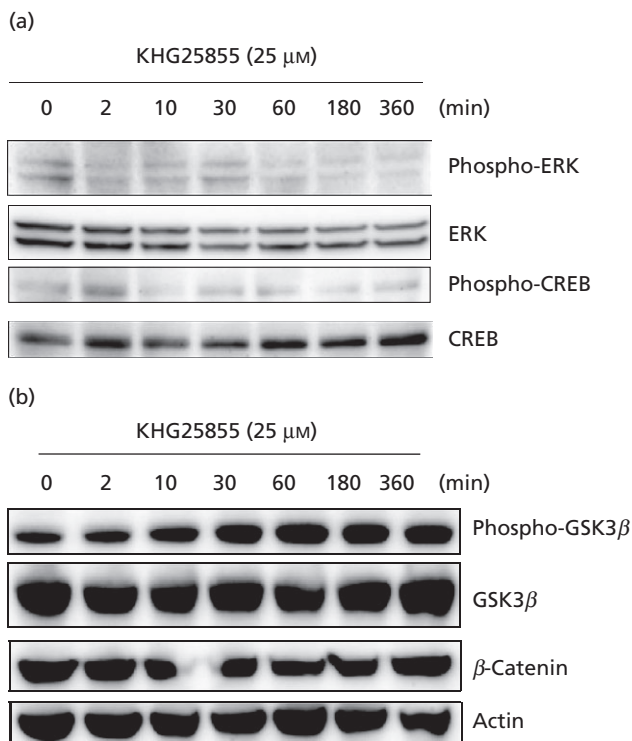 (a)
KHG25855 (25 μM)
0 2 10 30 60 180 360 (min)
Phospho-ERK
ERK
Phospho-CREB
CREB
(b)
KHG25855 (25 μM)
0 2 10 30 60 180 360 (min)
Phospho-GSK3β
GSK3β
β-Catenin
Actin